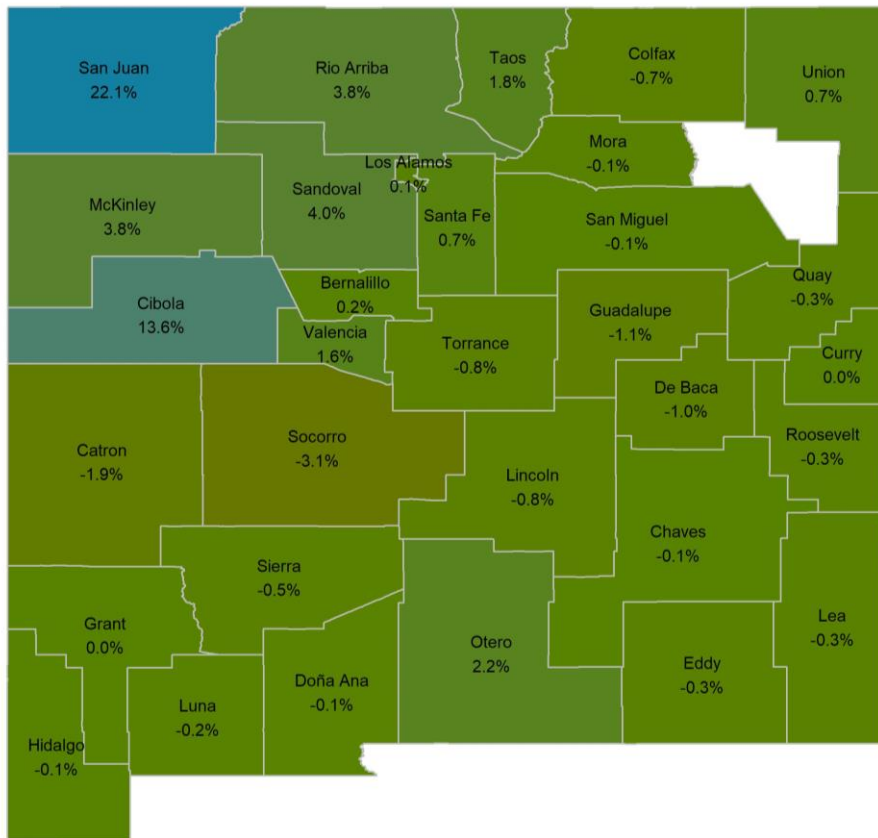 San Juan
22.1%
Rio Arriba
3.8%
Taos
1.8%
Colfax
-0.7%
Union
0.7%
Mora
-0.1%
Los Alamos
0.1%
McKinley
3.8%
Sandoval
4.0%
Santa Fe
0.7%
San Miguel
-0.1%
Quay
-0.3%
Cibola
13.6%
Bernalillo
0.2%
Valencia
1.6%
Torrance
-0.8%
Guadalupe
-1.1%
Curry
0.0%
De Baca
-1.0%
Roosevelt
-0.3%
Catron
-1.9%
Socorro
-3.1%
Lincoln
-0.8%
Chaves
-0.1%
Sierra
-0.5%
Grant
0.0%
Otero
2.2%
Lea
-0.3%
Eddy
-0.3%
Doña Ana
-0.1%
Luna
-0.2%
Hidalgo
-0.1%